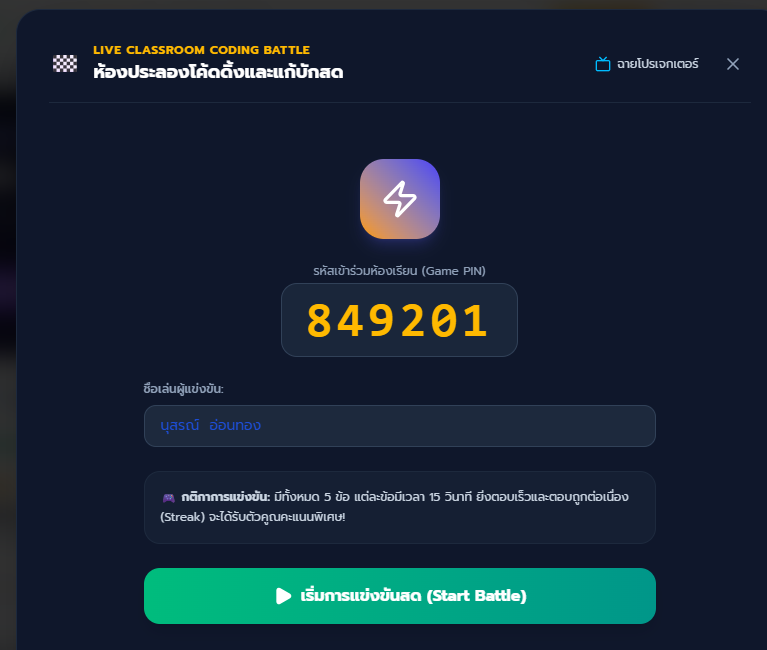 LIVE CLASSROOM CODING BATTLE
ห้องประลองโค้ดดิ้งและแก้บักสด
ฉายโปรเจกเตอร์
รหัสเข้าร่วมห้องเรียน (Game PIN)
849201
ชื่อเล่นผู้แข่งขัน:
นุสรณ์ อ่อนทอง
กติกาการแข่งขัน: มีทั้งหมด 5 ข้อ แต่ละข้อมีเวลา 15 วินาที ยิ่งตอบเร็วและตอบถูกต่อเนื่อง
(Streak) จะได้รับตัวคูณคะแนนพิเศษ!
เริ่มการแข่งขันสด (Start Battle)